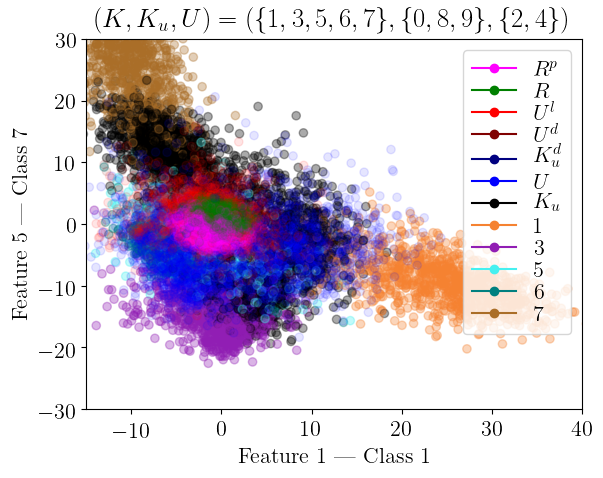 (K, K_u, U) = ({1, 3, 5, 6, 7}, {0, 8, 9}, {2, 4})
30
20
10
0
−10
−20
−30
Feature 5 — Class 7
−10
0
10
20
30
40
Feature 1 — Class 1
R^p
R
U^l
U^d
K_u^d
U
K_u
1
3
5
6
7